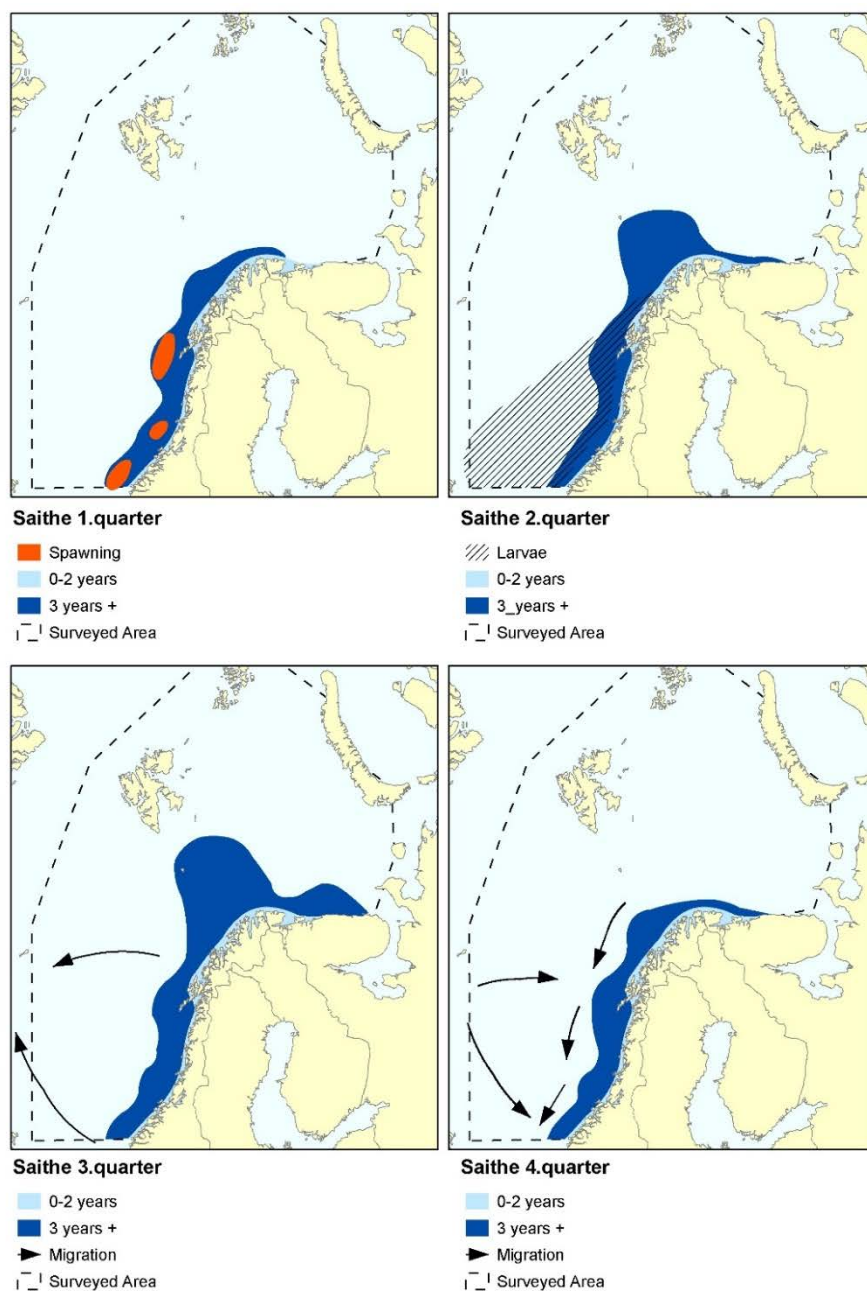 Saithe 1.quarter
Spawning
0-2 years
3 years +
Surveyed Area
Saithe 2.quarter
Larvae
0-2 years
3_years +
Surveyed Area
Saithe 3.quarter
0-2 years
3 years +
Migration
Surveyed Area
Saithe 4.quarter
0-2 years
3 years +
Migration
Surveyed Area